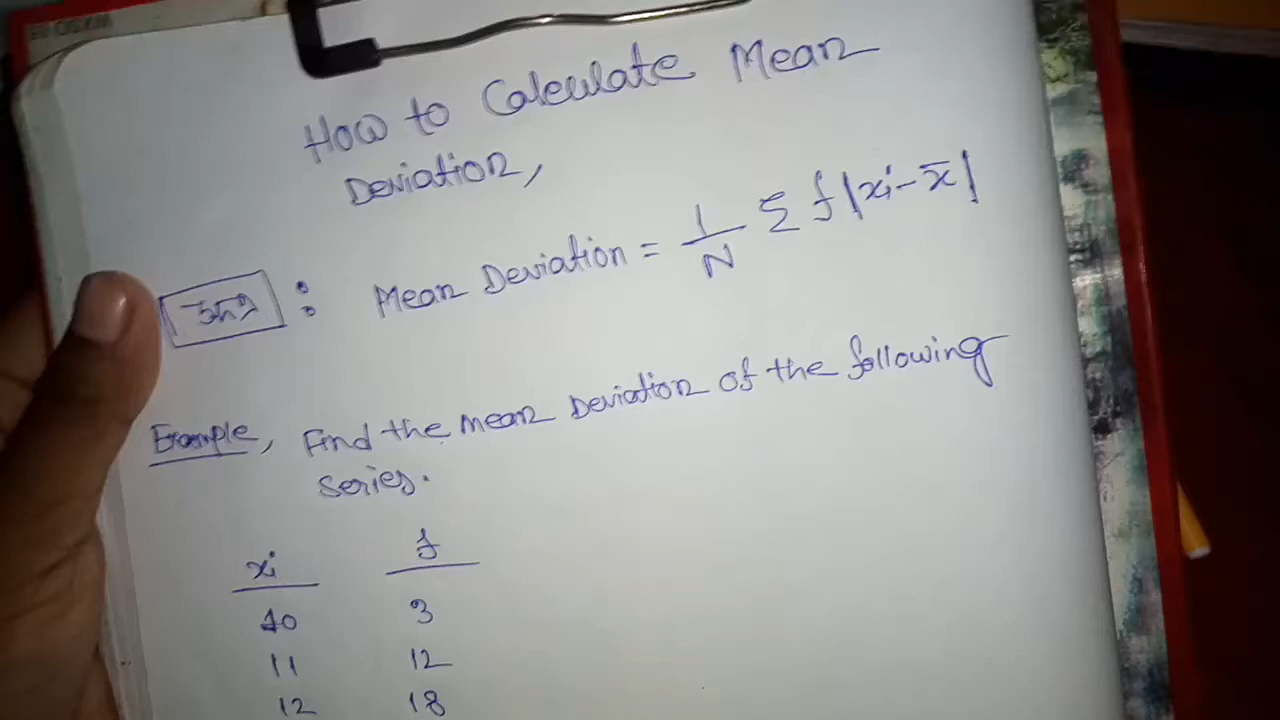 How to Calculate Mean
Deviation,
সূত্র : Mean Deviation = 1/N Σ f|xi - x̄|
Example, Find the mean Deviation of the following
series.
xi f
10 3
11 12
12 18